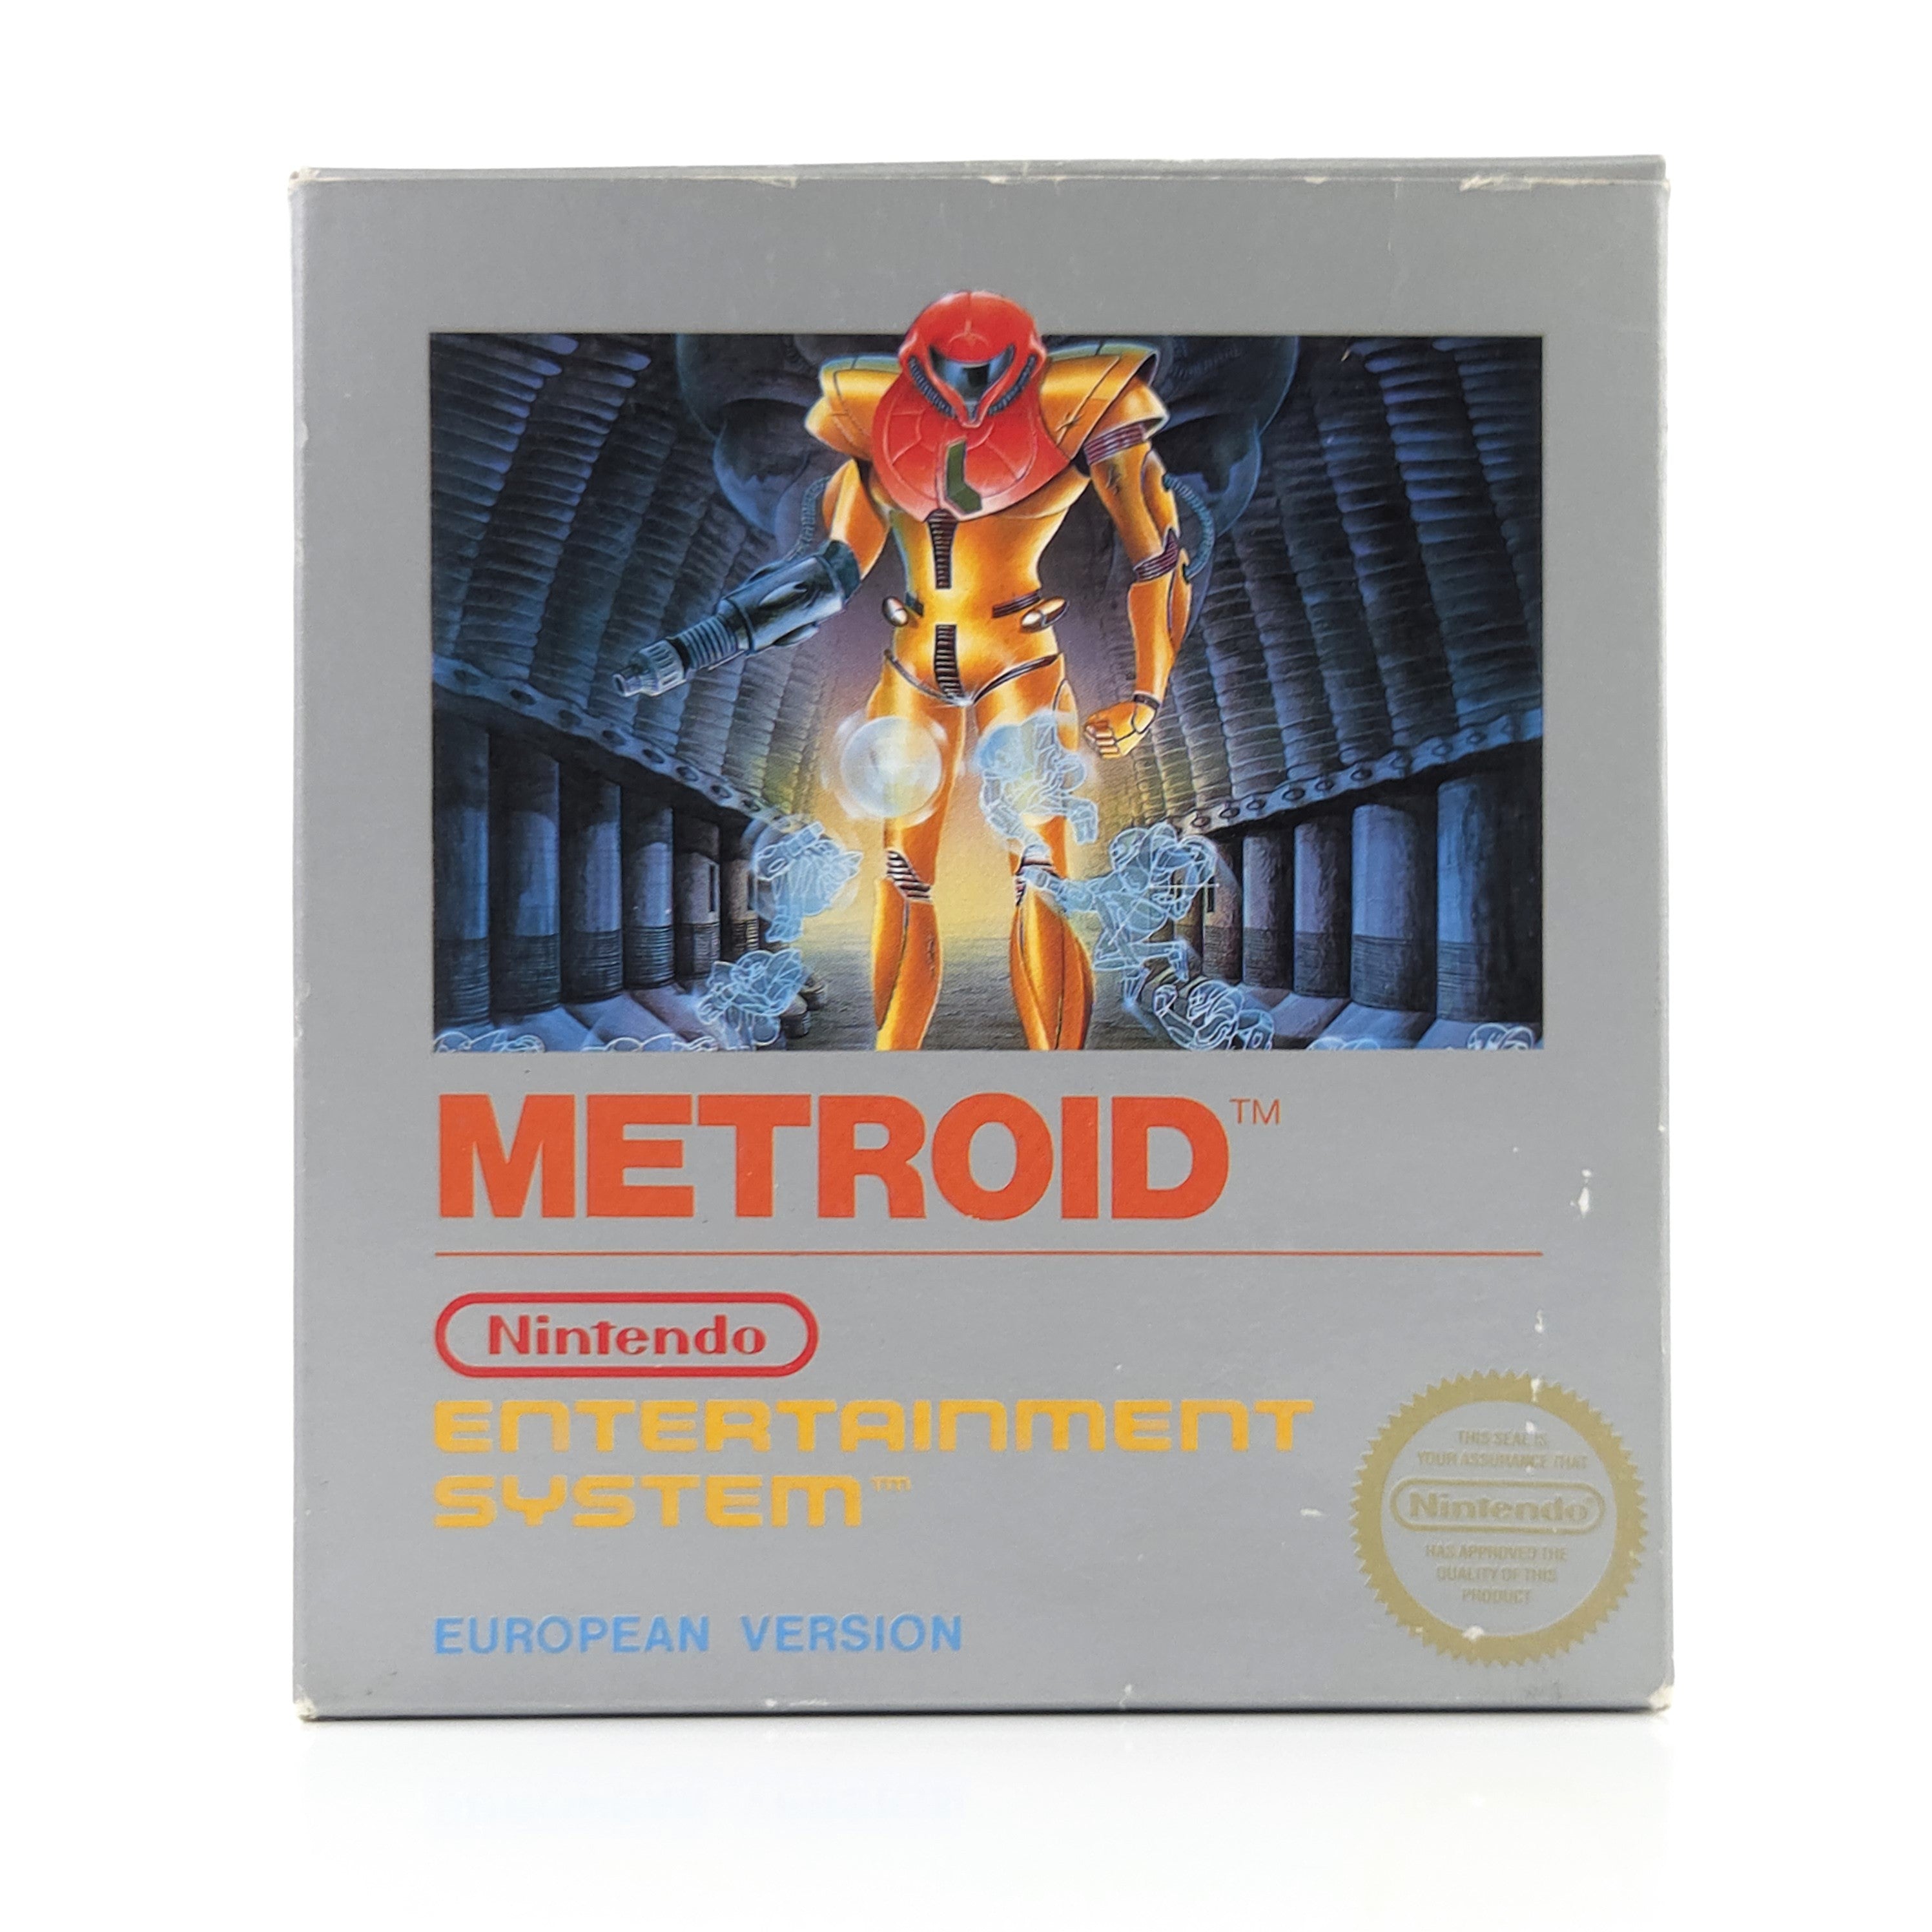 METROID™
Nintendo
ENTERTAINMENT
SYSTEM™
EUROPEAN VERSION
THIS SEAL IS
YOUR ASSURANCE THAT
Nintendo®
HAS APPROVED THE
QUALITY OF THIS
PRODUCT